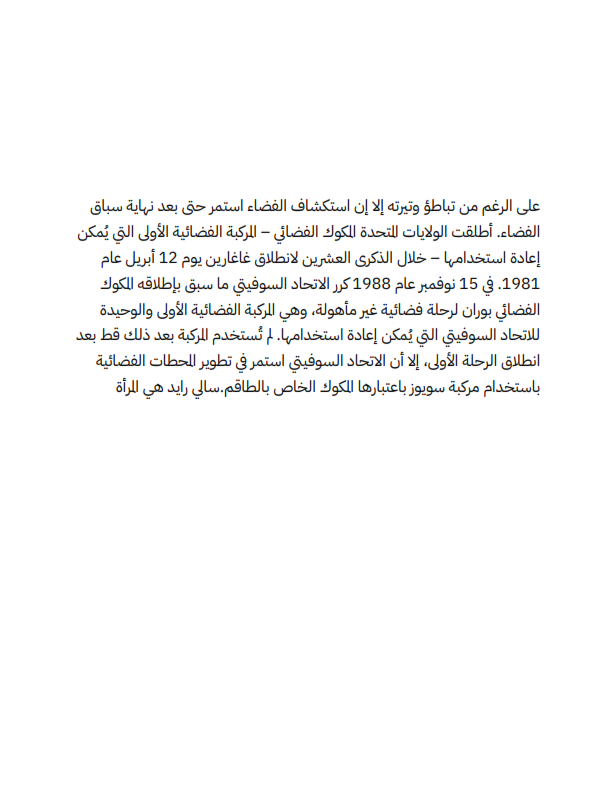 على الرغم من تباطؤ وتيرته إلا إن استكشاف الفضاء استمر حتى بعد نهاية سباق
الفضاء. أطلقت الولايات المتحدة المكوك الفضائي – المركبة الفضائية الأولى التي يُمكن
إعادة استخدامها – خلال الذكرى العشرين لانطلاق غاغارين يوم 12 أبريل عام
1981. في 15 نوفمبر عام 1988 كرر الاتحاد السوفيتي ما سبق بإطلاقه المكوك
الفضائي بوران لرحلة فضائية غير مأهولة، وهي المركبة الفضائية الأولى والوحيدة
للاتحاد السوفيتي التي يُمكن إعادة استخدامها. لم تُستخدم المركبة بعد ذلك قط بعد
انطلاق الرحلة الأولى، إلا أن الاتحاد السوفيتي استمر في تطوير المحطات الفضائية
باستخدام مركبة سويوز باعتبارها المكوك الخاص بالطاقم.سالي رايد هي المرأة